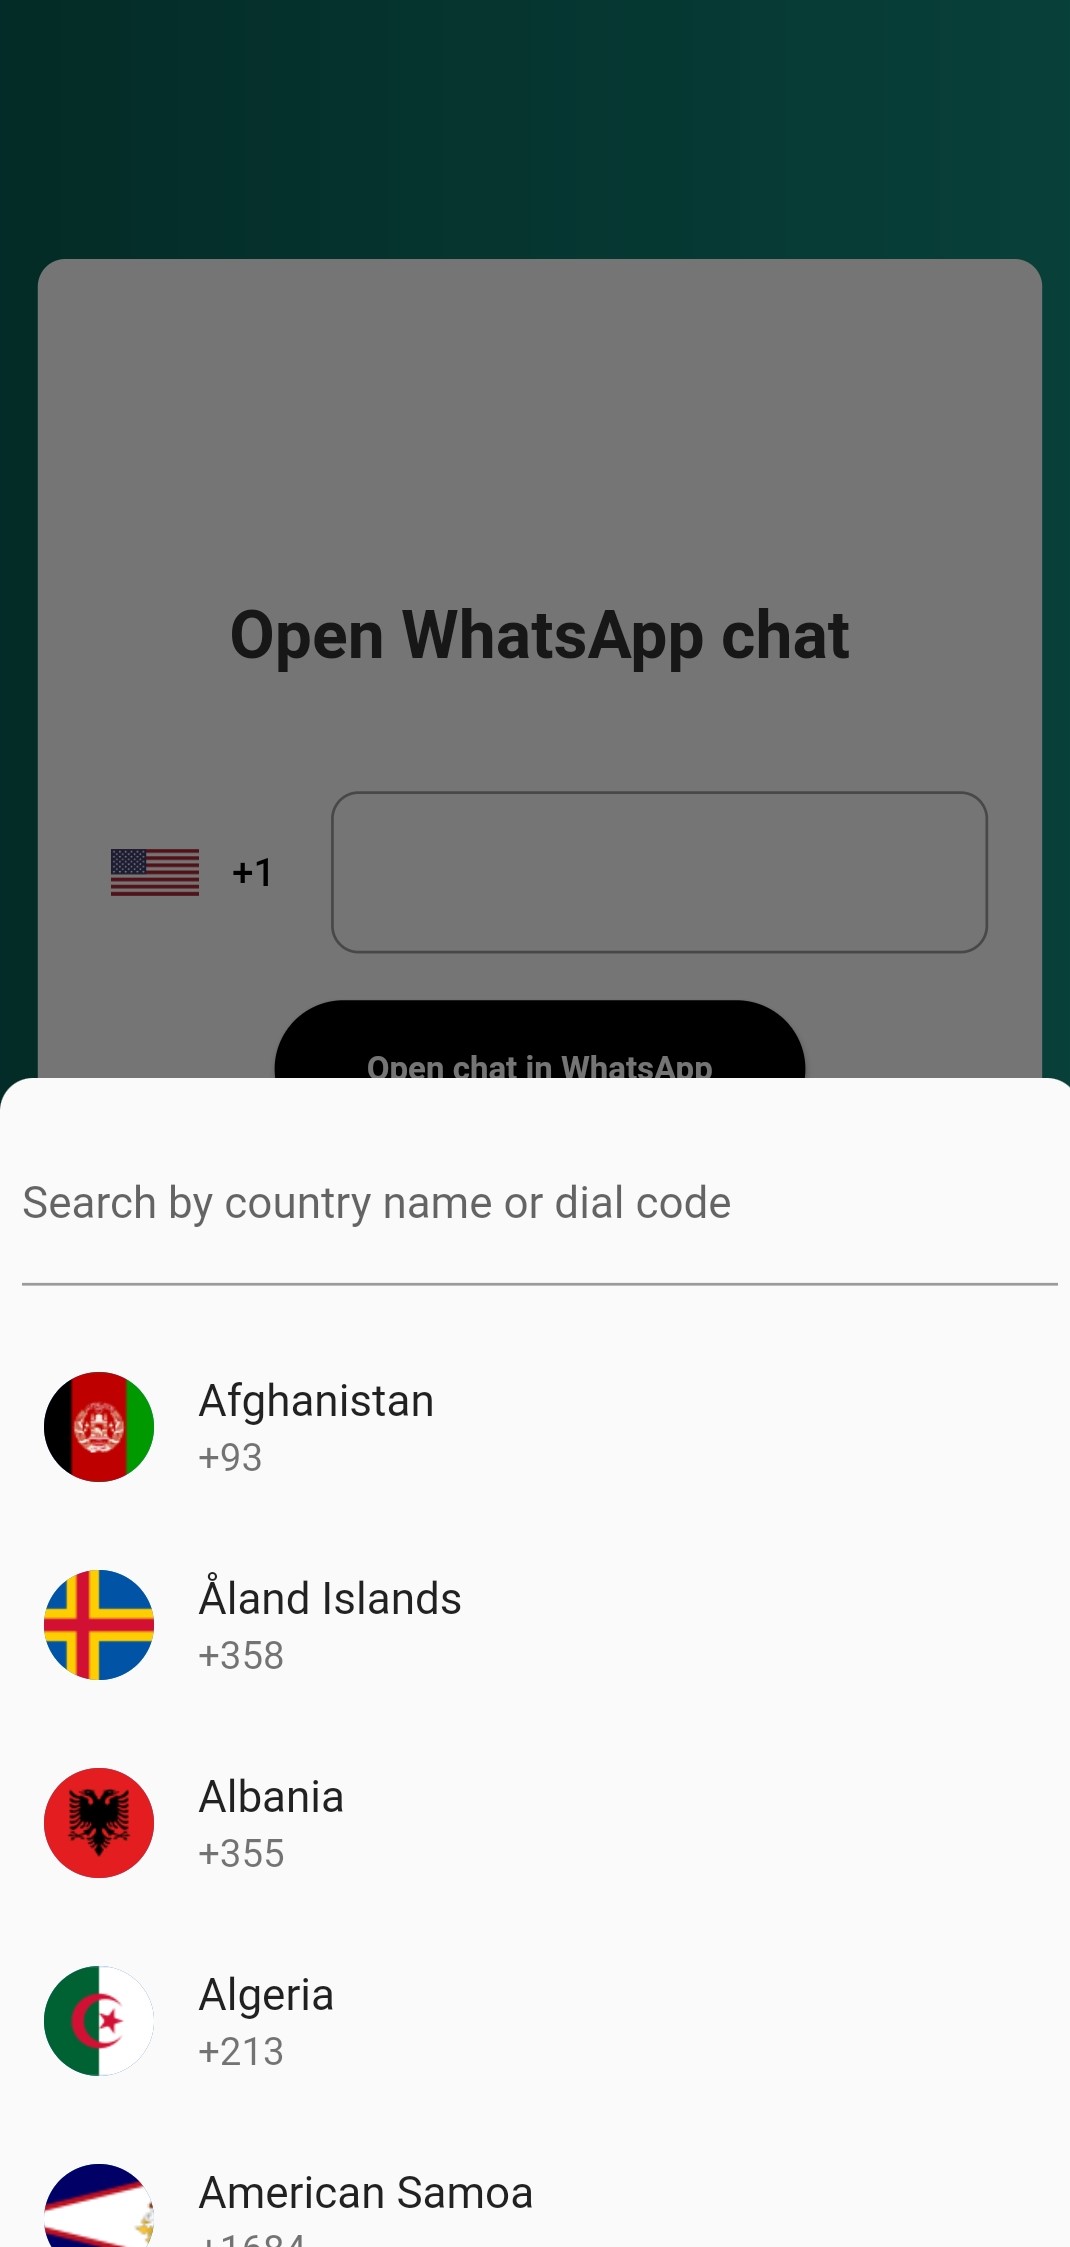 Open WhatsApp chat
+1
Open chat in WhatsApp
Search by country name or dial code
Afghanistan
+93
Åland Islands
+358
Albania
+355
Algeria
+213
American Samoa
+1684